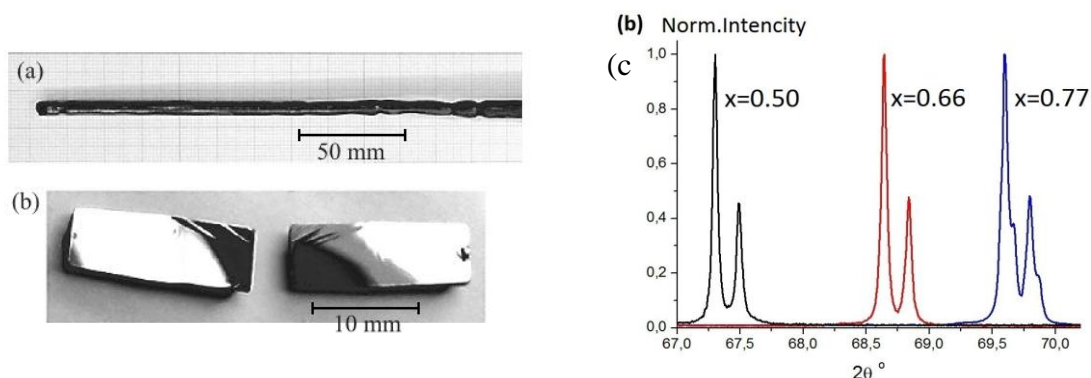 (a)
50 mm
(b)
10 mm
(b) Norm.Intencity
(c
1,0
0,8
0,6
0,4
0,2
0,0
x=0.50
x=0.66
x=0.77
67,0 67,5 68,0 68,5 69,0 69,5 70,0
2θ °